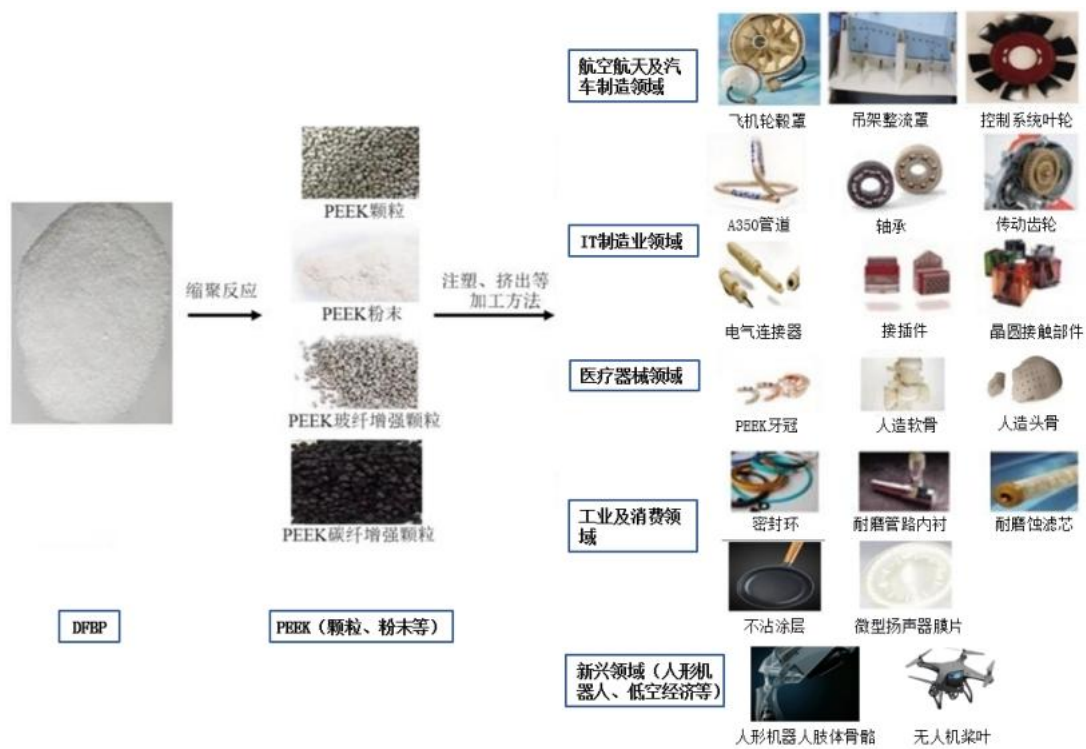 DFBP
缩聚反应
PEEK颗粒
PEEK粉末
PEEK玻纤增强颗粒
PEEK碳纤增强颗粒
PEEK（颗粒、粉末等）
注塑、挤出等
加工方法
航空航天及汽
车制造领域
飞机轮毂罩
吊架整流罩
控制系统叶轮
A350管道
轴承
传动齿轮
IT制造业领域
电气连接器
接插件
晶圆接触部件
医疗器械领域
PEEK牙冠
人造软骨
人造头骨
工业及消费领
域
密封环
耐磨管路内衬
耐磨蚀滤芯
不沾涂层
微型扬声器膜片
新兴领域（人形机
器人、低空经济等）
人形机器人肢体骨骼
无人机桨叶